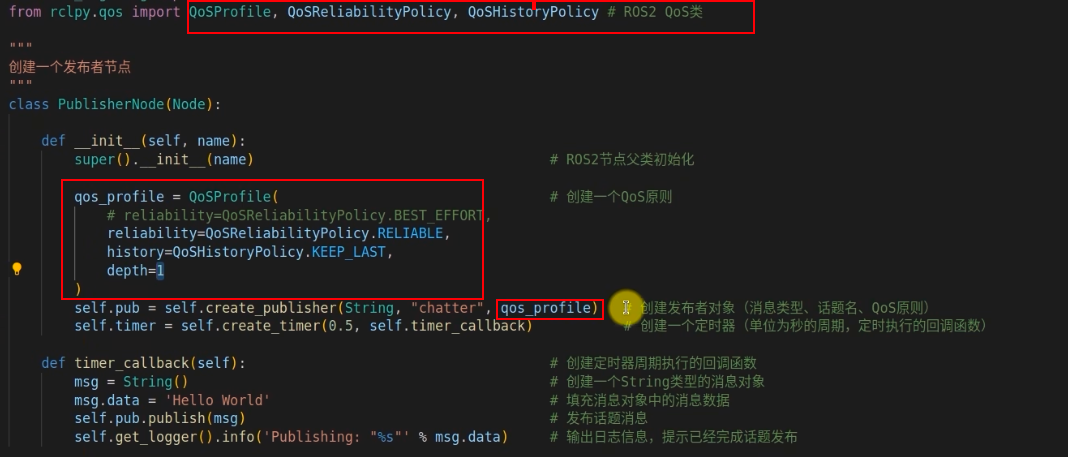 from rclpy.qos import QoSProfile, QoSReliabilityPolicy, QoSHistoryPolicy # ROS2 QoS类
"""
创建一个发布者节点
"""
class PublisherNode(Node):
def __init__(self, name):
super().__init__(name) # ROS2节点父类初始化
qos_profile = QoSProfile( # 创建一个QoS原则
# reliability=QoSReliabilityPolicy.BEST_EFFORT,
reliability=QoSReliabilityPolicy.RELIABLE,
history=QoSHistoryPolicy.KEEP_LAST,
depth=1
)
self.pub = self.create_publisher(String, "chatter", qos_profile) # 创建发布者对象（消息类型、话题名、QoS原则）
self.timer = self.create_timer(0.5, self.timer_callback) # 创建一个定时器（单位为秒的周期，定时执行的回调函数）
def timer_callback(self): # 创建定时器周期执行的回调函数
msg = String() # 创建一个String类型的消息对象
msg.data = 'Hello World' # 填充消息对象中的消息数据
self.pub.publish(msg) # 发布话题消息
self.get_logger().info('Publishing: "%s"' % msg.data) # 输出日志信息，提示已经完成话题发布